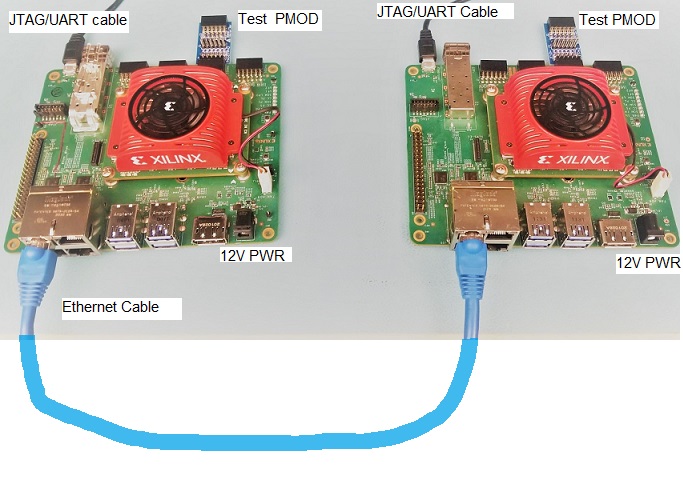 JTAG/UART cable
Test PMOD
JTAG/UART Cable
Test PMOD
XILINX
XILINX
12V PWR
12V PWR
Ethernet Cable